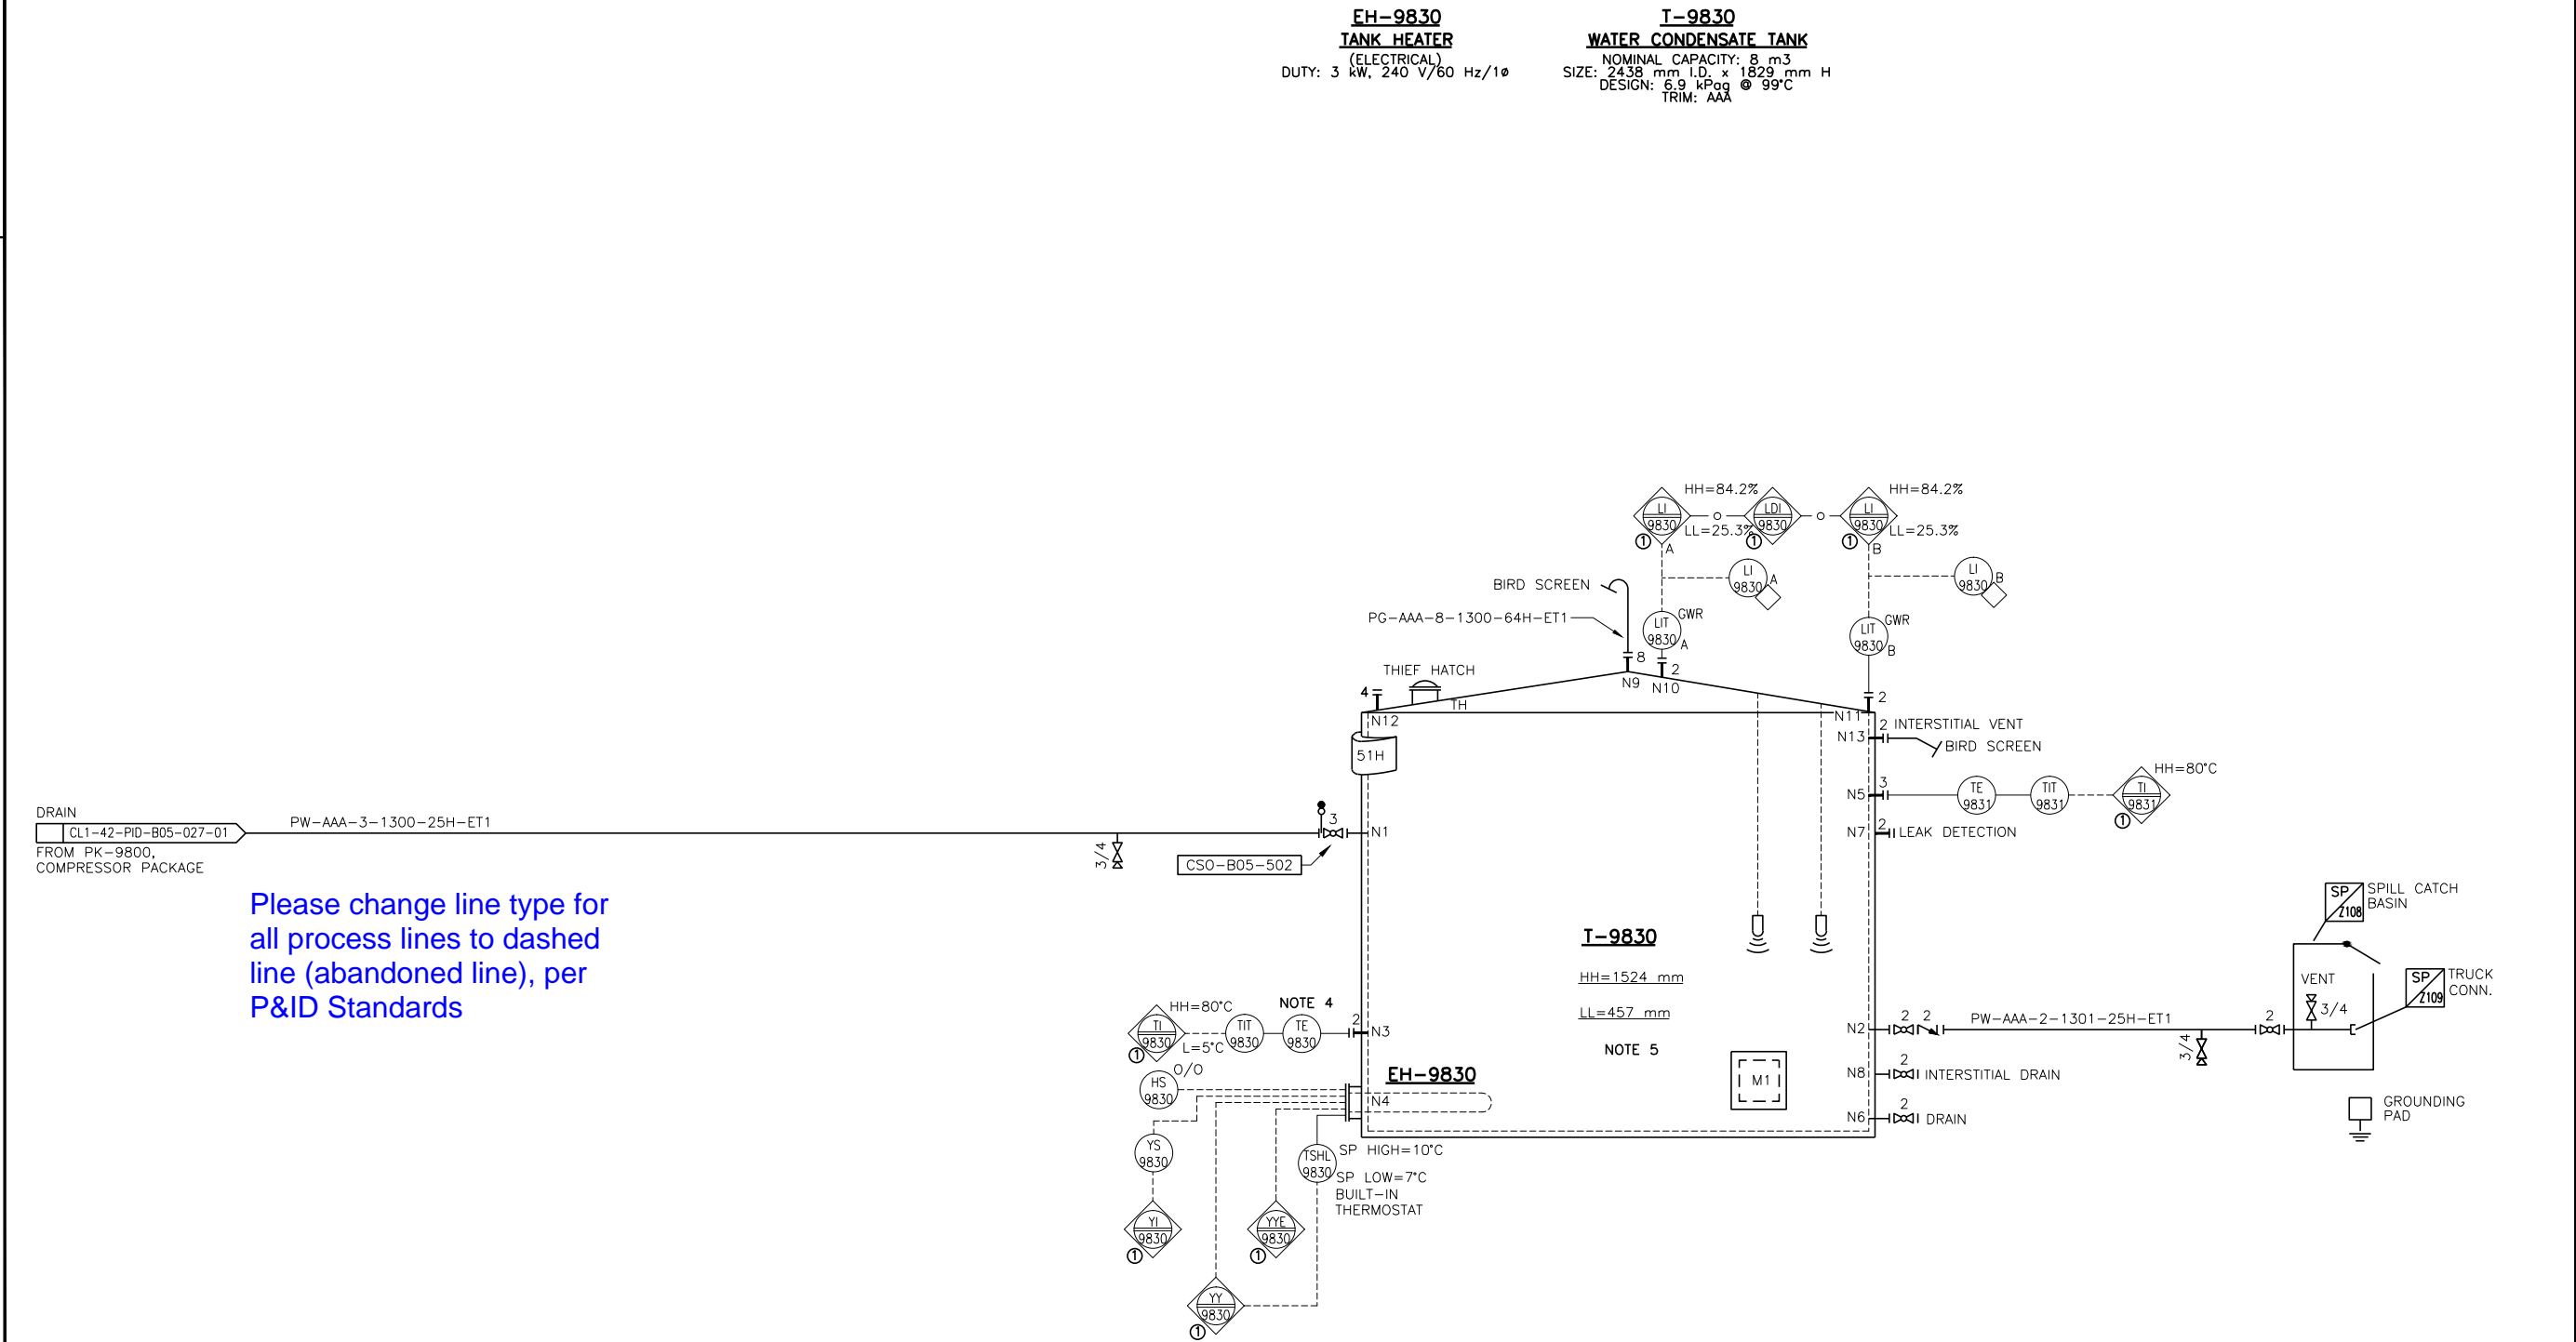 EH-9830
TANK HEATER
(ELECTRICAL)
DUTY: 3 kW, 240 V/60 Hz/1ø
T-9830
WATER CONDENSATE TANK
NOMINAL CAPACITY: 8 m3
SIZE: 2438 mm I.D. x 1829 mm H
DESIGN: 6.9 kPag @ 99°C
TRIM: AAA
LI
9830
A
1
HH=84.2%
LL=25.3%
LDI
9830
1
LI
9830
B
1
HH=84.2%
LL=25.3%
LI
9830
A
LI
9830
B
BIRD SCREEN
PG-AAA-8-1300-64H-ET1
LIT
9830
GWR
A
LIT
9830
GWR
B
8
2
2
THIEF HATCH
4
TH
N9
N10
N11
N12
2
INTERSTITIAL VENT
N13
BIRD SCREEN
51H
N5
3
TE
9831
TIT
9831
TI
9831
HH=80°C
1
DRAIN
CL1-42-PID-B05-027-01
FROM PK-9800,
COMPRESSOR PACKAGE
PW-AAA-3-1300-25H-ET1
3/4
3
N1
CSO-B05-502
N7
2
LEAK DETECTION
Please change line type for
all process lines to dashed
line (abandoned line), per
P&ID Standards
SP
Z108
SPILL CATCH
BASIN
T-9830
HH=1524 mm
LL=457 mm
NOTE 5
SP
Z109
TRUCK
CONN.
VENT
3/4
TI
9830
1
HH=80°C
L=5°C
TIT
9830
NOTE 4
TE
9830
2
N3
N2
2
2
PW-AAA-2-1301-25H-ET1
3/4
2
HS
9830
O/O
EH-9830
N4
M1
N8
2
INTERSTITIAL DRAIN
N6
2
DRAIN
GROUNDING
PAD
YS
9830
TSHL
9830
SP HIGH=10°C
SP LOW=7°C
BUILT-IN
THERMOSTAT
YI
9830
1
YYE
9830
1
YY
9830
1